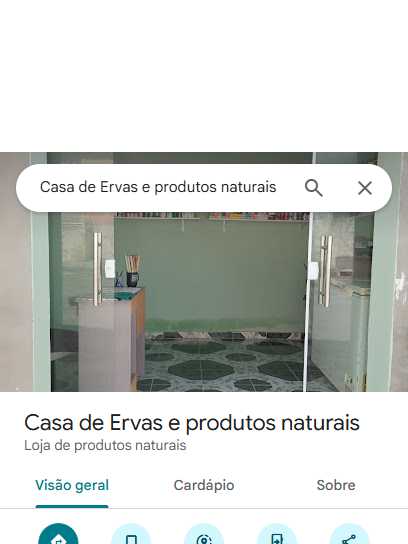 Casa de Ervas e produtos naturais
Casa de Ervas e produtos naturais
Loja de produtos naturais
Visão geral
Cardápio
Sobre